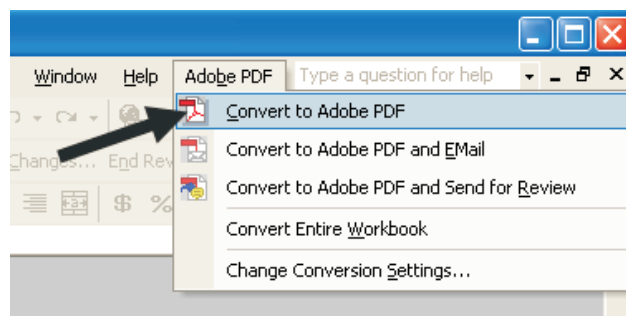 Window Help Adobe PDF Type a question for help
Convert to Adobe PDF
Changes... End Rev
Convert to Adobe PDF and EMail
Convert to Adobe PDF and Send for Review
$ %
Convert Entire Workbook
Change Conversion Settings...